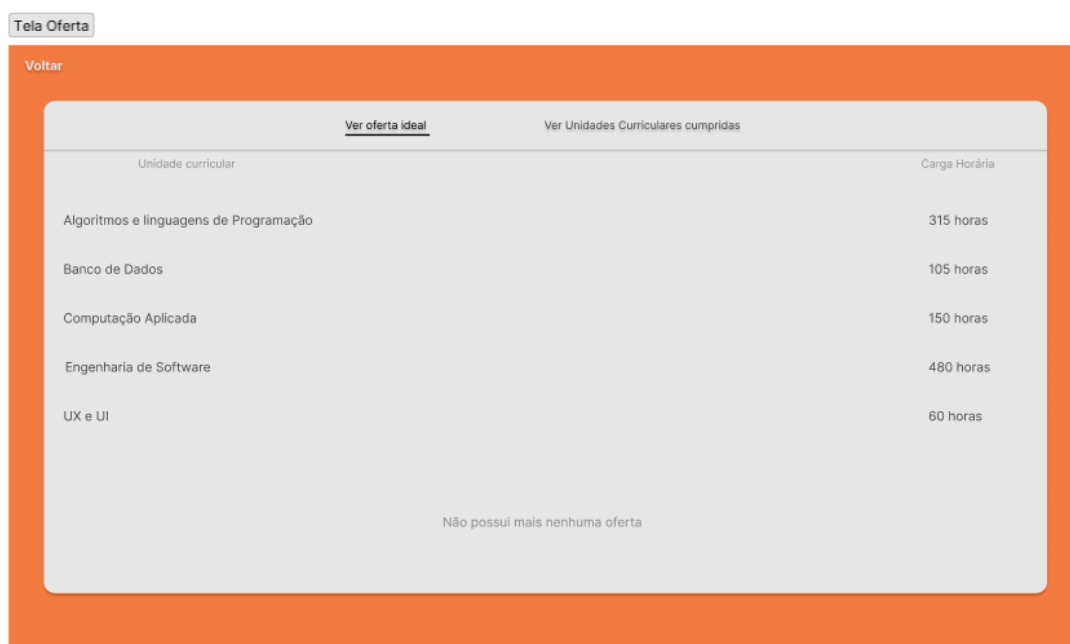 Tela Oferta
Voltar
Ver oferta ideal Ver Unidades Curriculares cumpridas
Unidade curricular Carga Horária
Algoritmos e linguagens de Programação 315 horas
Banco de Dados 105 horas
Computação Aplicada 150 horas
Engenharia de Software 480 horas
UX e UI 60 horas
Não possui mais nenhuma oferta